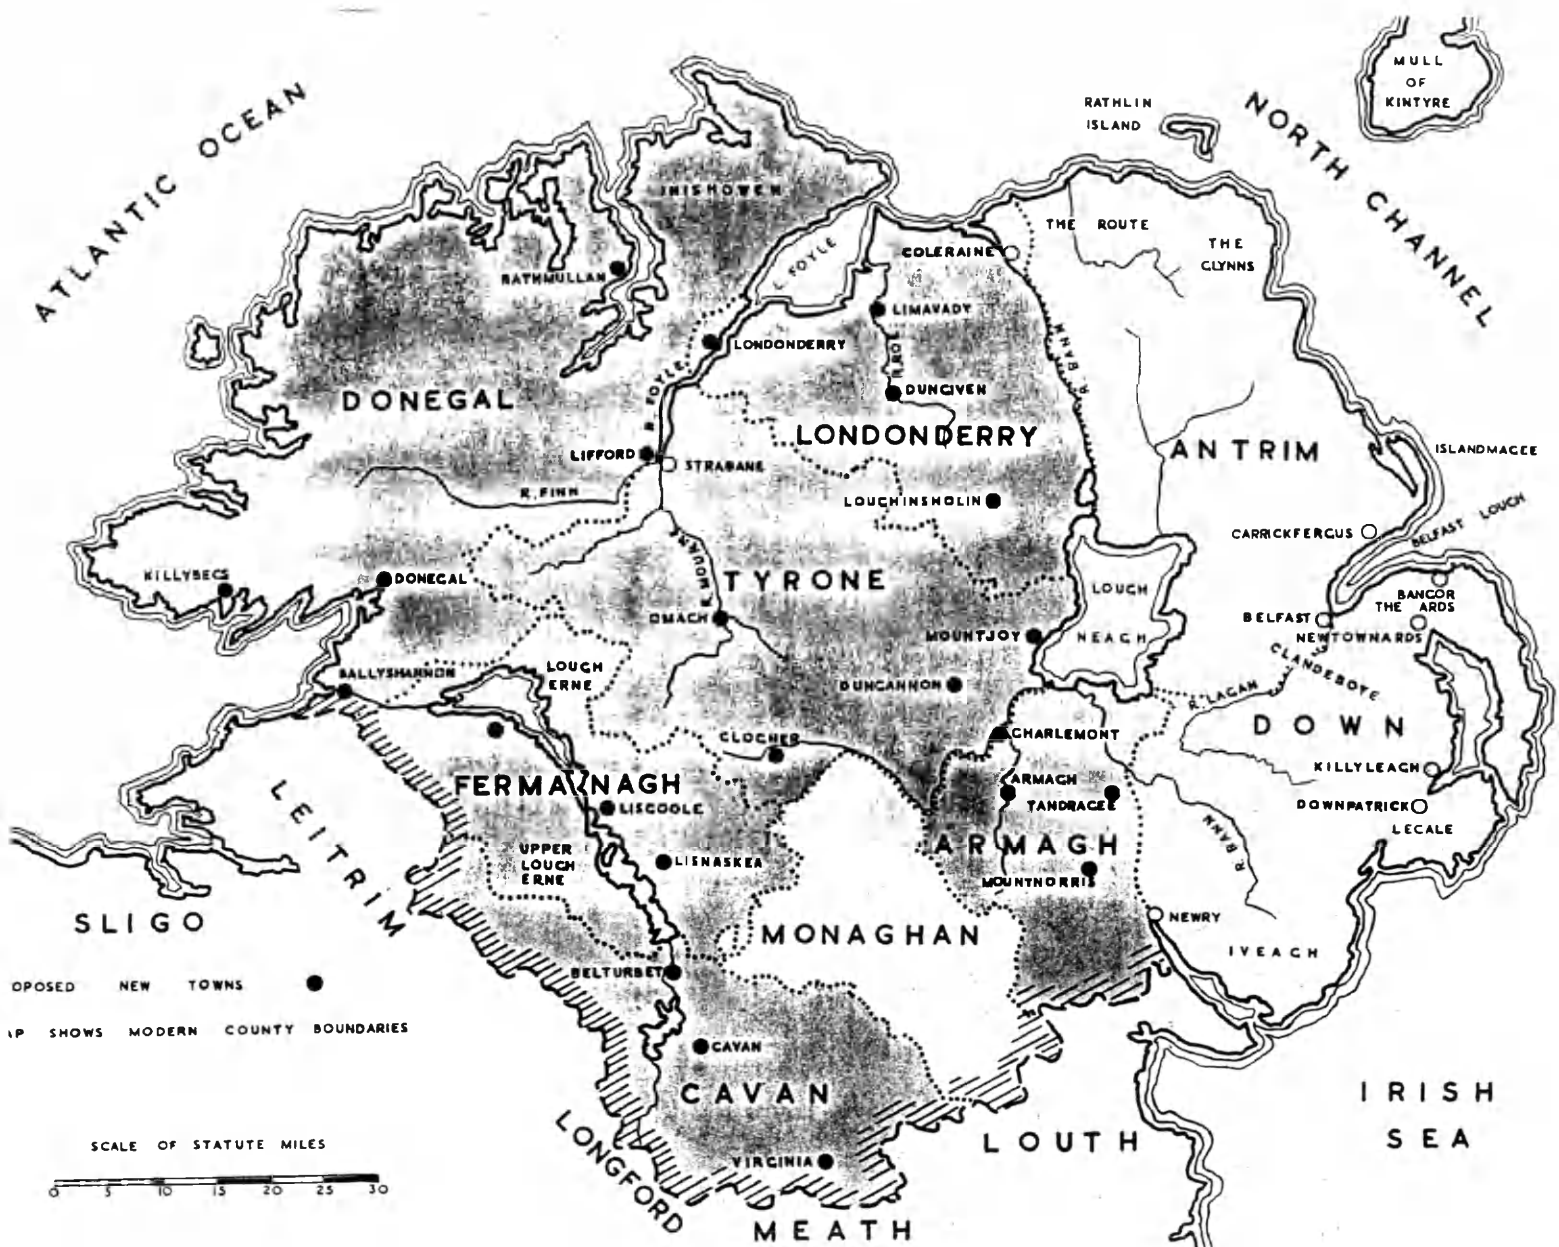 ATLANTIC OCEAN
NORTH CHANNEL
MULL
OF
KINTYRE
RATHLIN
ISLAND
INISHOWEN
THE ROUTE
THE
GLYNNS
COLERAINE
L FOYLE
RATHMULLAN
LIMAVADY
LONDONDERRY
R. ROE
R. BANN
R. FOYLE
DUNGIVEN
DONEGAL
LONDONDERRY
ANTRIM
ISLANDMAGEE
LIFFORD
STRABANE
R. FINN
LOUGHINSHOLIN
CARRICKFERGUS
BELFAST LOUGH
R. MOURNE
KILLYBEGS
DONEGAL
TYRONE
LOUGH
NEAGH
BANGOR
THE ARDS
OMAGH
BELFAST
NEWTOWNARDS
MOUNTJOY
CLANDEBOYE
BALLYSHANNON
LOUGH
ERNE
DUNGANNON
R. LAGAN
DOWN
CLOGHER
CHARLEMONT
FERMANAGH
ARMAGH
KILLYLEAGH
LEITRIM
LISGOOLE
TANDRAGEE
DOWNPATRICK
LECALE
R. BANN
UPPER
LOUGH
ERNE
LISNASKEA
ARMAGH
MOUNTNORRIS
SLIGO
MONAGHAN
NEWRY
IVEAGH
BELTURBET
OPOSED NEW TOWNS
AP SHOWS MODERN COUNTY BOUNDARIES
CAVAN
CAVAN
IRISH
SEA
LOUTH
SCALE OF STATUTE MILES
0 5 10 15 20 25 30
LONGFORD
VIRGINIA
MEATH